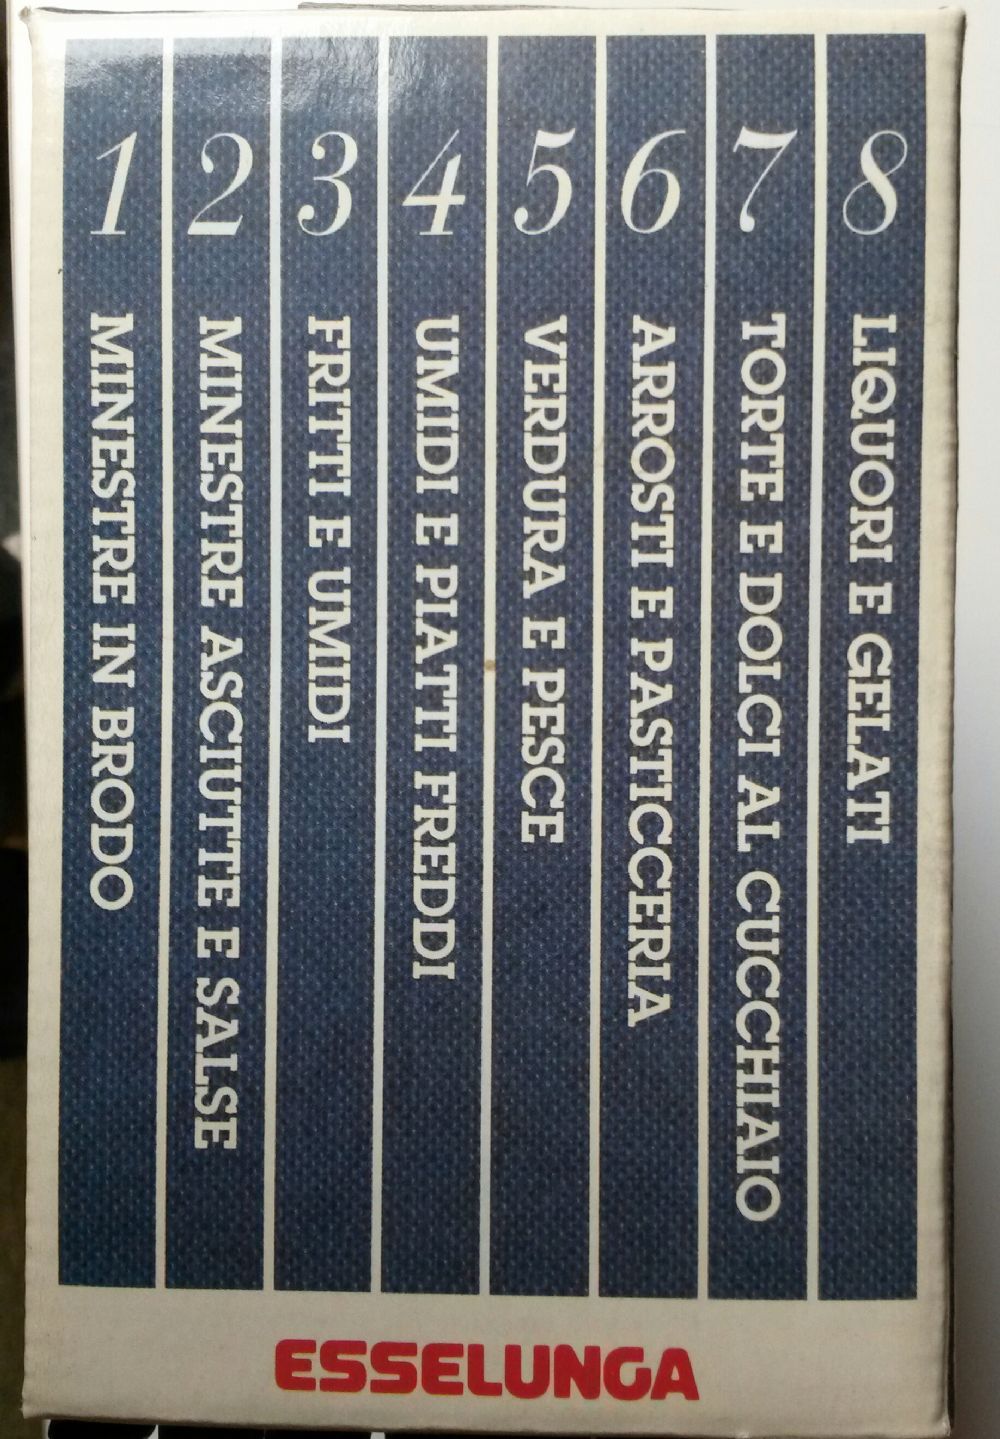 1 MINESTRE IN BRODO
2 MINESTRE ASCIUTTE E SALSE
3 FRITTI E UMIDI
4 UMIDI E PIATTI FREDDI
5 VERDURA E PESCE
6 ARROSTI E PASTICCERIA
7 TORTE E DOLCI AL CUCCHIAIO
8 LIQUORI E GELATI
ESSELUNGA